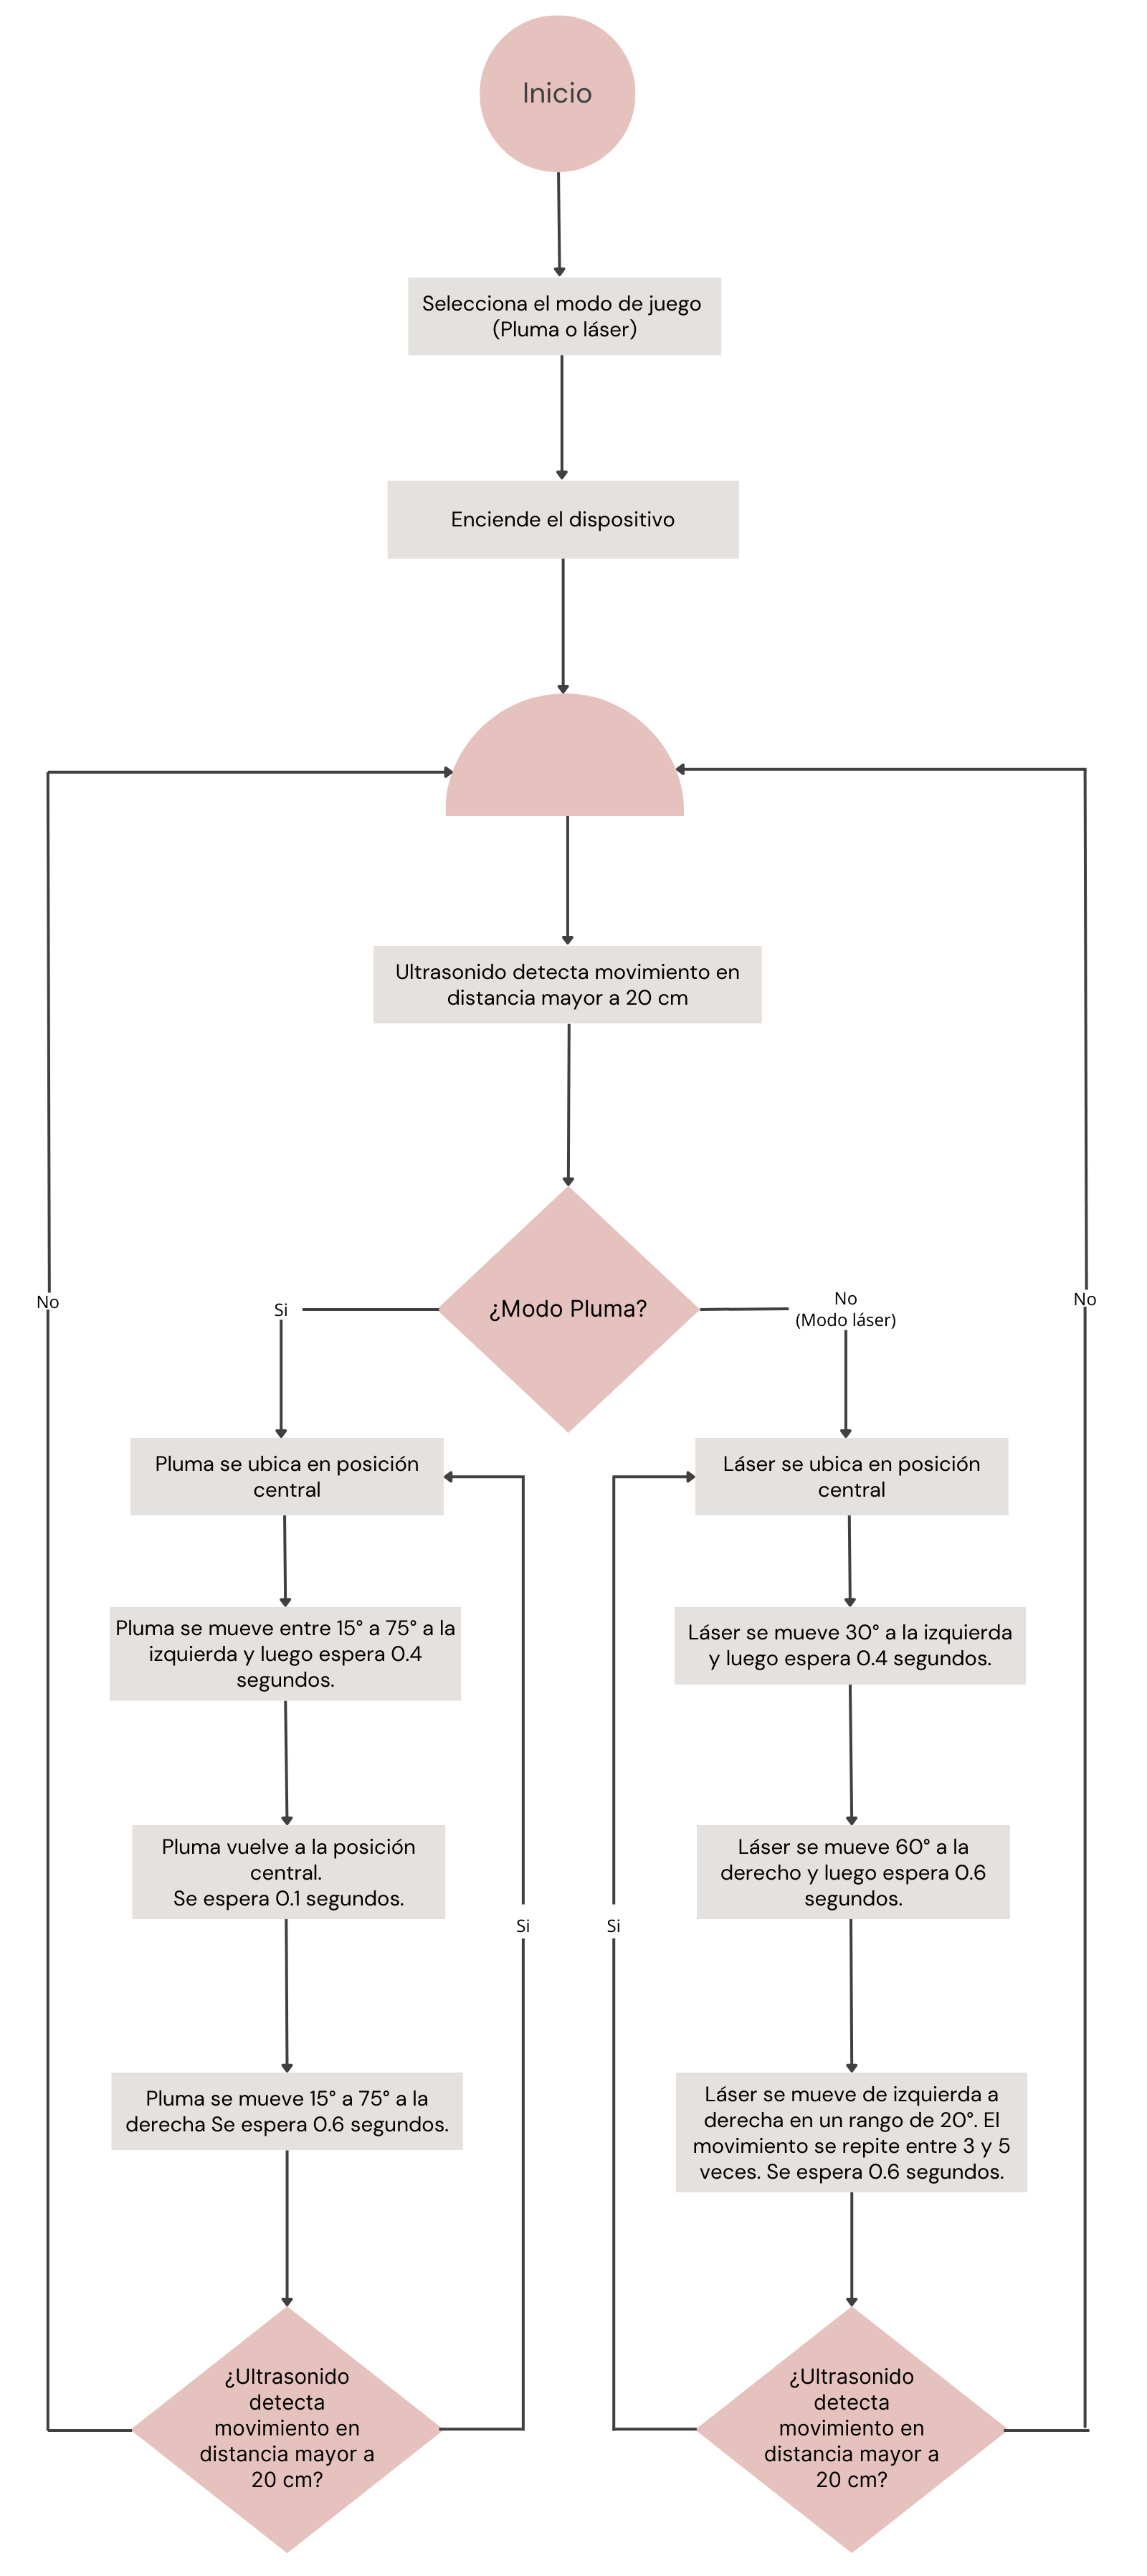 Inicio
Selecciona el modo de juego
(Pluma o láser)
Enciende el dispositivo
Ultrasonido detecta movimiento en
distancia mayor a 20 cm
¿Modo Pluma?
Si
No
(Modo láser)
No
No
Pluma se ubica en posición
central
Láser se ubica en posición
central
Pluma se mueve entre 15° a 75° a la
izquierda y luego espera 0.4
segundos.
Láser se mueve 30° a la izquierda
y luego espera 0.4 segundos.
Pluma vuelve a la posición
central.
Se espera 0.1 segundos.
Láser se mueve 60° a la
derecho y luego espera 0.6
segundos.
Si
Si
Pluma se mueve 15° a 75° a la
derecha Se espera 0.6 segundos.
Láser se mueve de izquierda a
derecha en un rango de 20°. El
movimiento se repite entre 3 y 5
veces. Se espera 0.6 segundos.
¿Ultrasonido
detecta
movimiento en
distancia mayor a
20 cm?
¿Ultrasonido
detecta
movimiento en
distancia mayor a
20 cm?